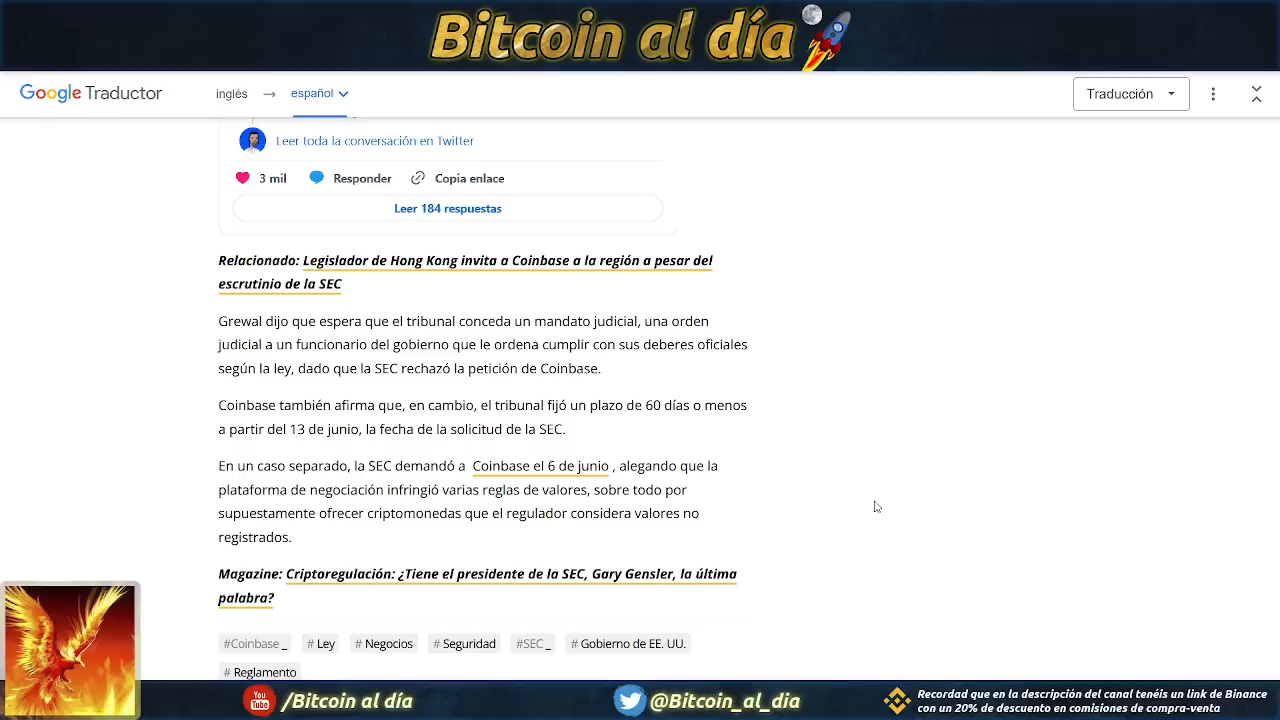 Bitcoin al día
Google Traductor
inglés → español
Traducción
Leer toda la conversación en Twitter
3 mil Responder Copia enlace
Leer 184 respuestas
Relacionado: Legislador de Hong Kong invita a Coinbase a la región a pesar del
escrutinio de la SEC
Grewal dijo que espera que el tribunal conceda un mandato judicial, una orden
judicial a un funcionario del gobierno que le ordena cumplir con sus deberes oficiales
según la ley, dado que la SEC rechazó la petición de Coinbase.
Coinbase también afirma que, en cambio, el tribunal fijó un plazo de 60 días o menos
a partir del 13 de junio, la fecha de la solicitud de la SEC.
En un caso separado, la SEC demandó a Coinbase el 6 de junio , alegando que la
plataforma de negociación infringió varias reglas de valores, sobre todo por
supuestamente ofrecer criptomonedas que el regulador considera valores no
registrados.
Magazine: Criptoregulación: ¿Tiene el presidente de la SEC, Gary Gensler, la última
palabra?
#Coinbase _ # Ley # Negocios # Seguridad #SEC _ # Gobierno de EE. UU.
# Reglamento
You Tube /Bitcoin al día
@Bitcoin_al_dia
Recordad que en la descripción del canal tenéis un link de Binance
con un 20% de descuento en comisiones de compra-venta